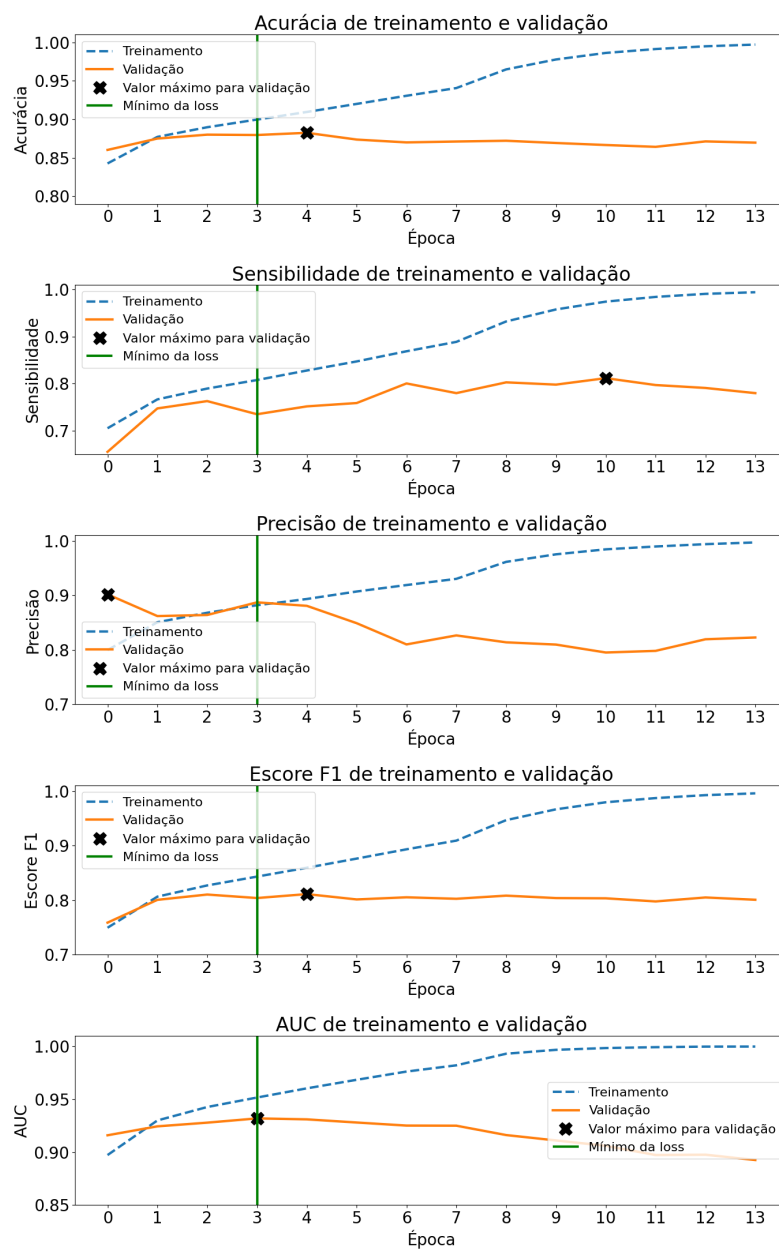 Acurácia de treinamento e validação
1.00
0.95
0.90
0.85
0.80
Acurácia
Treinamento
Validação
Valor máximo para validação
Mínimo da loss
0 1 2 3 4 5 6 7 8 9 10 11 12 13
Época
Sensibilidade de treinamento e validação
1.0
0.9
0.8
0.7
Sensibilidade
Treinamento
Validação
Valor máximo para validação
Mínimo da loss
0 1 2 3 4 5 6 7 8 9 10 11 12 13
Época
Precisão de treinamento e validação
1.0
0.9
0.8
0.7
Precisão
Treinamento
Validação
Valor máximo para validação
Mínimo da loss
0 1 2 3 4 5 6 7 8 9 10 11 12 13
Época
Escore F1 de treinamento e validação
1.0
0.9
0.8
0.7
Escore F1
Treinamento
Validação
Valor máximo para validação
Mínimo da loss
0 1 2 3 4 5 6 7 8 9 10 11 12 13
Época
AUC de treinamento e validação
1.00
0.95
0.90
0.85
AUC
Treinamento
Validação
Valor máximo para validação
Mínimo da loss
0 1 2 3 4 5 6 7 8 9 10 11 12 13
Época